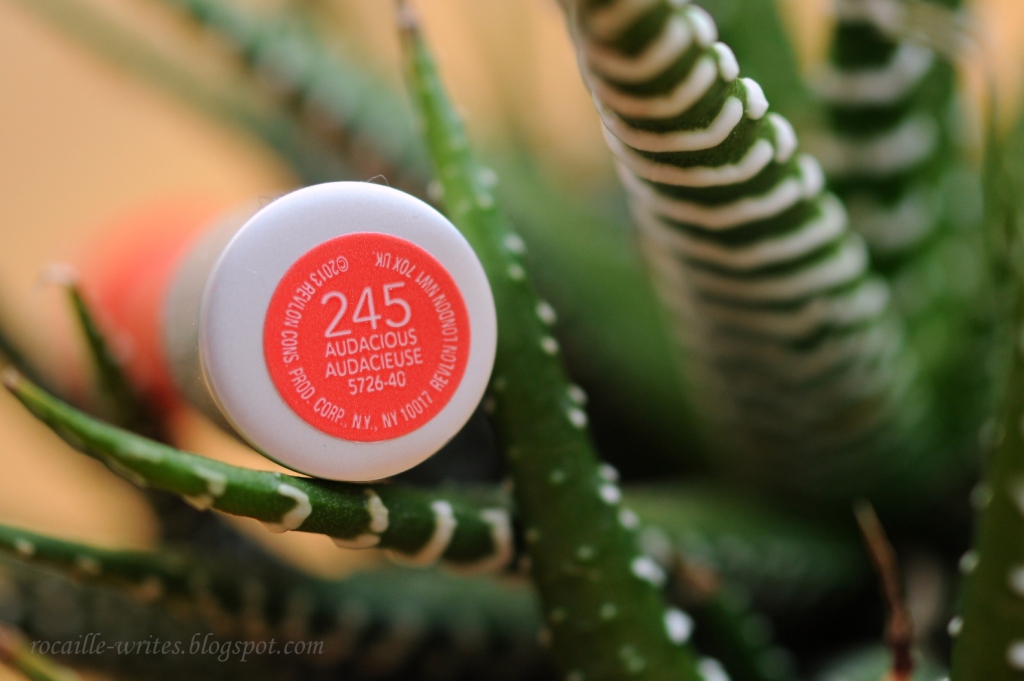 ©2013 REVLON CONS. PROD. CORP., N.Y., NY 10017 REVLON LONDON NW1 7QX UK.
245
AUDACIOUS
AUDACIEUSE
5726-40
rocaille-writes.blogspot.com